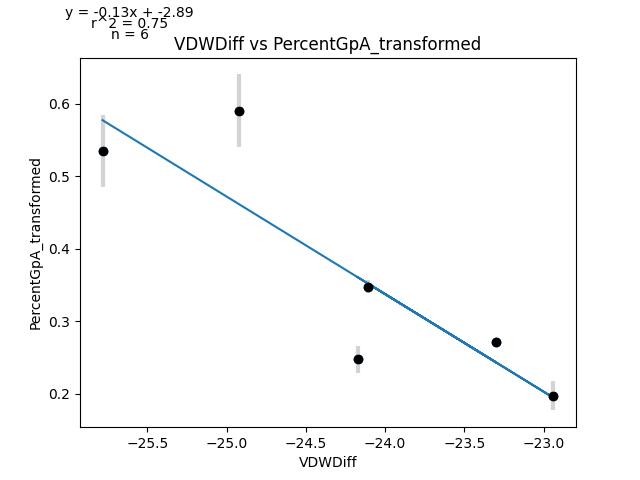 y = -0.13x + -2.89
r^2 = 0.75
n = 6
VDWDiff vs PercentGpA_transformed
PercentGpA_transformed
0.6
0.5
0.4
0.3
0.2
−25.5 −25.0 −24.5 −24.0 −23.5 −23.0
VDWDiff